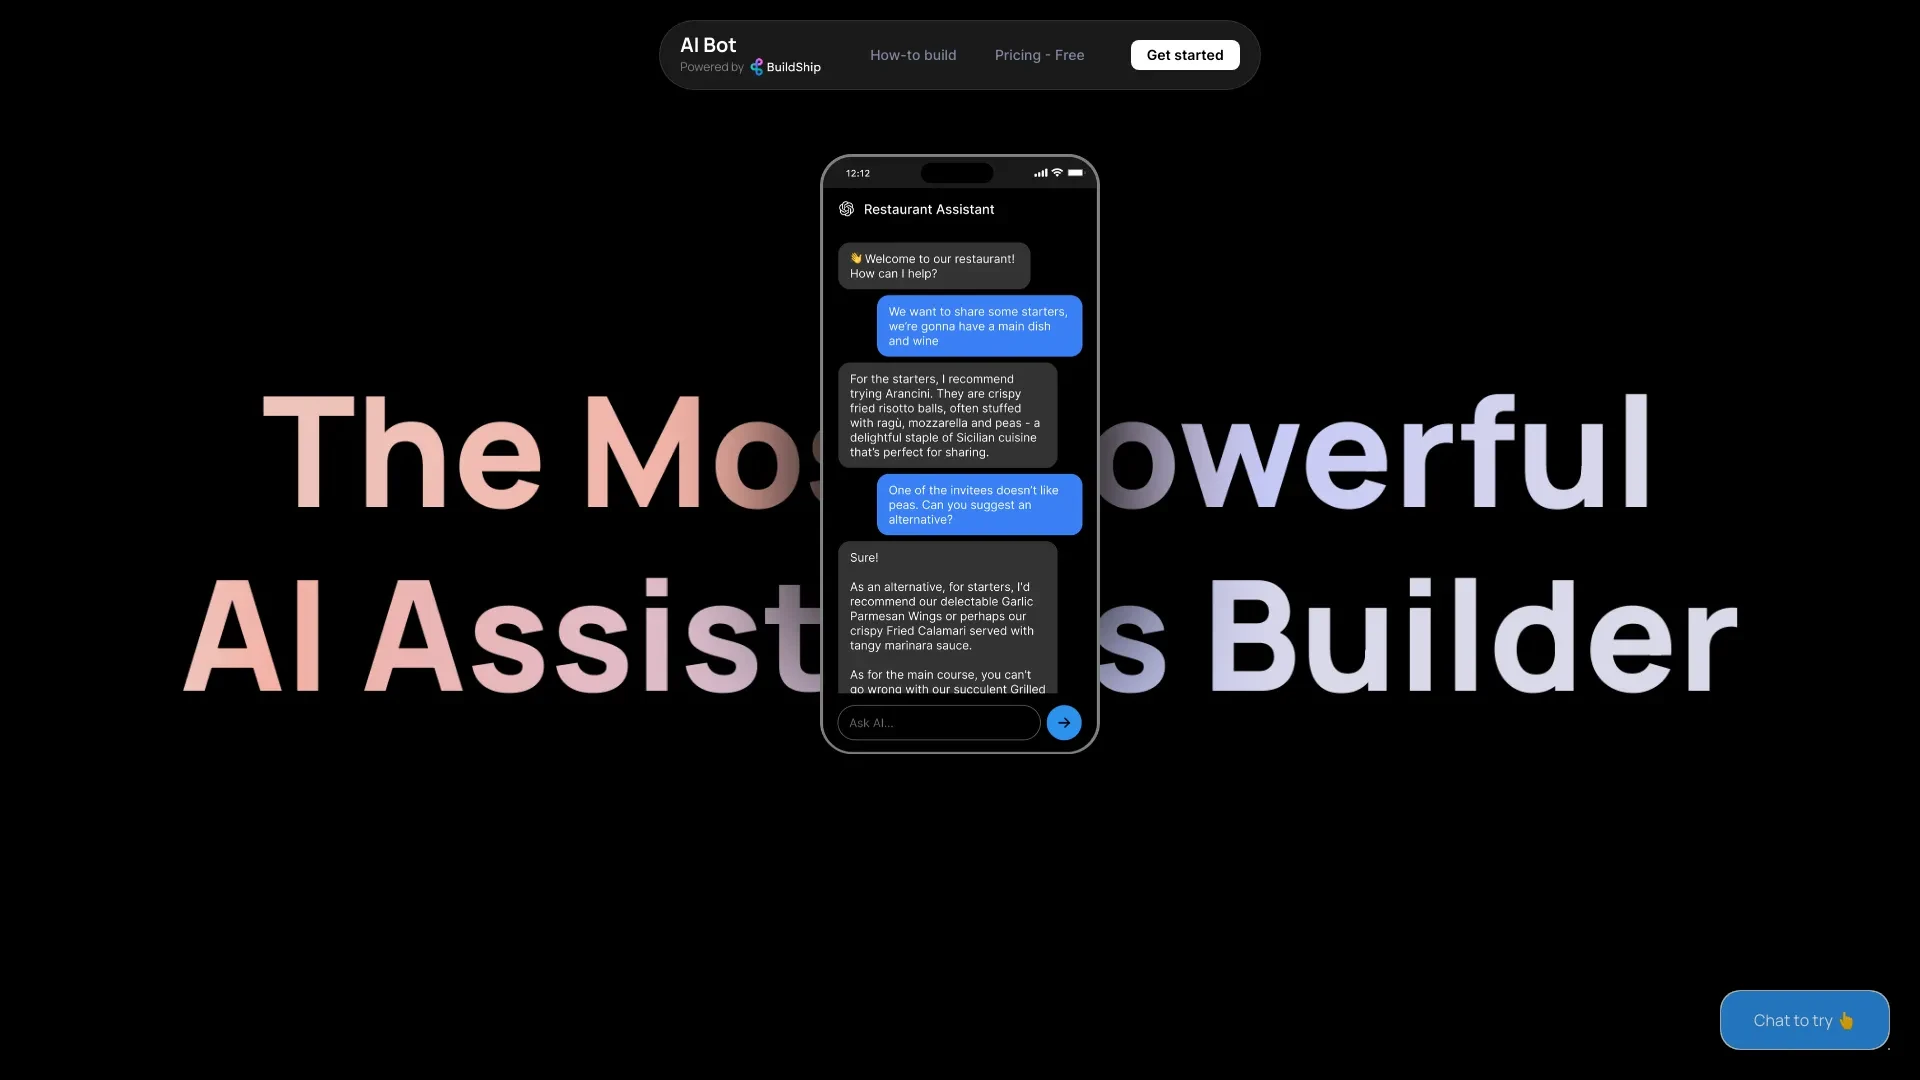 AI Bot
Powered by BuildShip
How-to build
Pricing - Free
Get started
12:12
Restaurant Assistant
👋 Welcome to our restaurant!
How can I help?
We want to share some starters,
we're gonna have a main dish
and wine
For the starters, I recommend
trying Arancini. They are crispy
fried risotto balls, often stuffed
with ragù, mozzarella and peas - a
delightful staple of Sicilian cuisine
that's perfect for sharing.
One of the invitees doesn't like
peas. Can you suggest an
alternative?
Sure!
As an alternative, for starters, I'd
recommend our delectable Garlic
Parmesan Wings or perhaps our
crispy Fried Calamari served with
tangy marinara sauce.
As for the main course, you can't
go wrong with our succulent Grilled
Ask AI...
The Mos owerful
AI Assist s Builder
Chat to try 👆